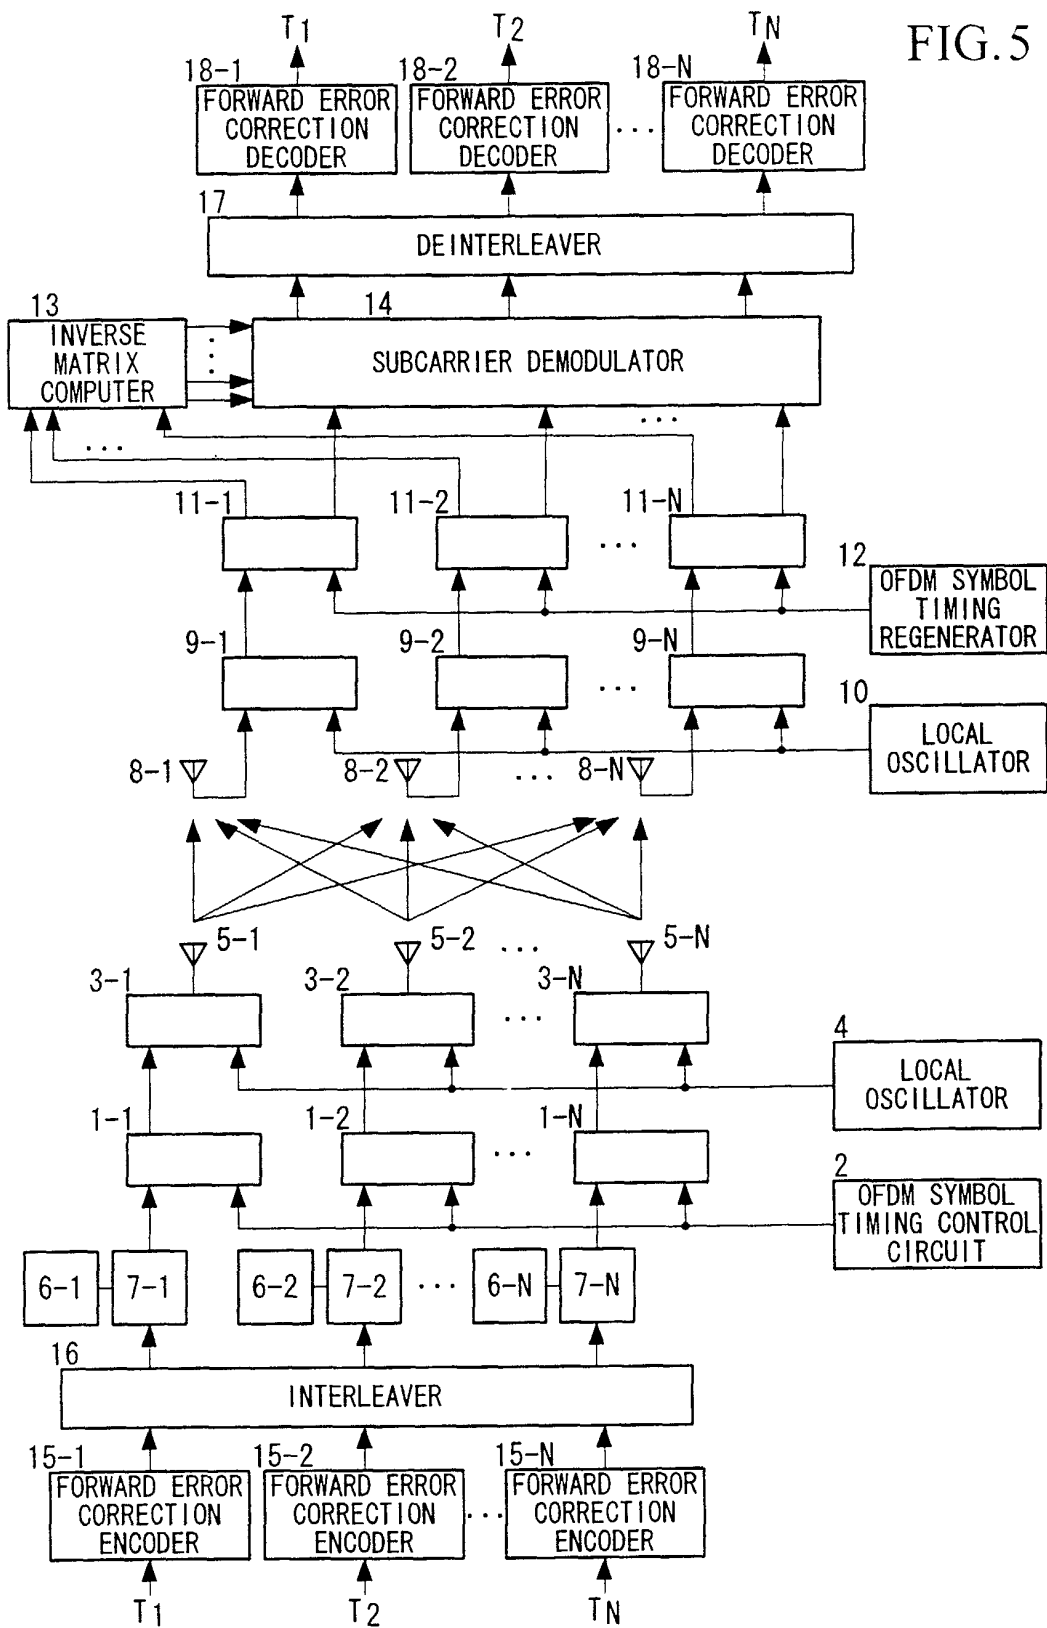 FIG. 5
T1 T2 TN
18-1 18-2 18-N
FORWARD ERROR
CORRECTION
DECODER
FORWARD ERROR
CORRECTION
DECODER
...
FORWARD ERROR
CORRECTION
DECODER
17
DEINTERLEAVER
13
INVERSE
MATRIX
COMPUTER
14
SUBCARRIER DEMODULATOR
... ...
11-1 11-2 11-N
...
12
OFDM SYMBOL
TIMING
REGENERATOR
9-1 9-2 9-N
...
10
LOCAL
OSCILLATOR
8-1 8-2 ... 8-N
5-1 5-2 ... 5-N
3-1 3-2 3-N
...
4
LOCAL
OSCILLATOR
1-1 1-2 1-N
...
2
OFDM SYMBOL
TIMING CONTROL
CIRCUIT
6-1 7-1 6-2 7-2 ... 6-N 7-N
16
INTERLEAVER
15-1 15-2 15-N
FORWARD ERROR
CORRECTION
ENCODER
FORWARD ERROR
CORRECTION
ENCODER
...
FORWARD ERROR
CORRECTION
ENCODER
T1 T2 TN